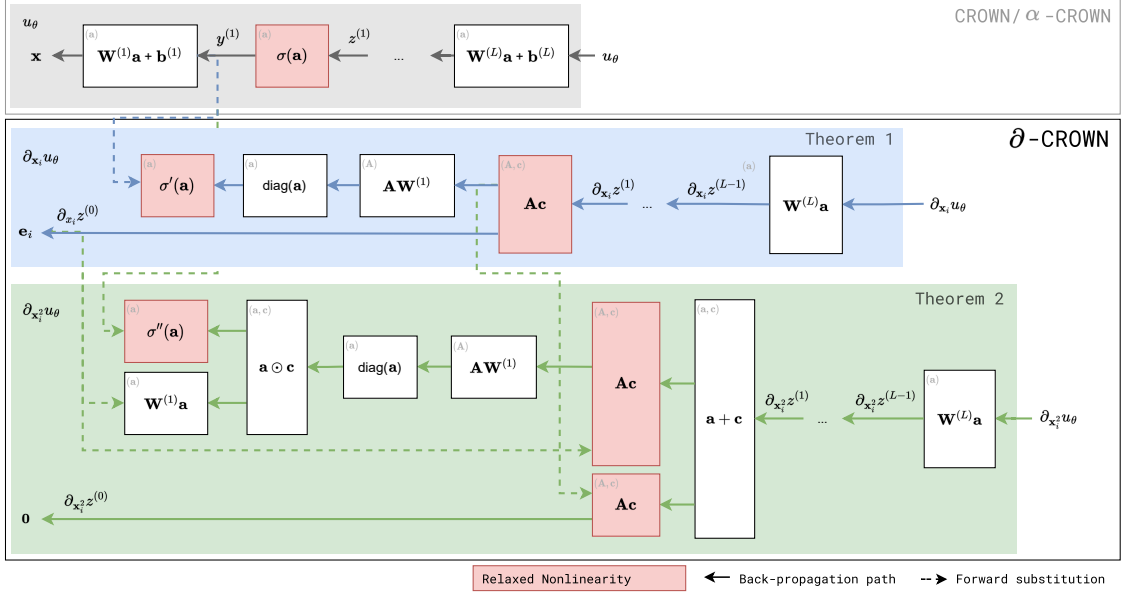 u_θ
CROWN/ α -CROWN
(a) (a) (a)
x W^(1)a + b^(1) y^(1) σ(a) z^(1) ... W^(L)a + b^(L) u_θ
∂-CROWN
Theorem 1
∂_{x_i}u_θ
(a) (a) (A) (A,c) (a)
σ′(a) diag(a) AW^(1) Ac ∂_{x_i}z^(1) ... ∂_{x_i}z^(L−1) W^(L)a ∂_{x_i}u_θ
∂_{x_i}z^(0)
e_i
Theorem 2
∂_{x_i^2}u_θ
(a) (a,c) (A,c) (a,c)
σ″(a)
(a) (A)
a ⊙ c diag(a) AW^(1) Ac
(a) (a)
W^(1)a a + c ∂_{x_i^2}z^(1) ... ∂_{x_i^2}z^(L−1) W^(L)a ∂_{x_i^2}u_θ
(A,c)
∂_{x_i^2}z^(0) Ac
0
Relaxed Nonlinearity Back-propagation path Forward substitution